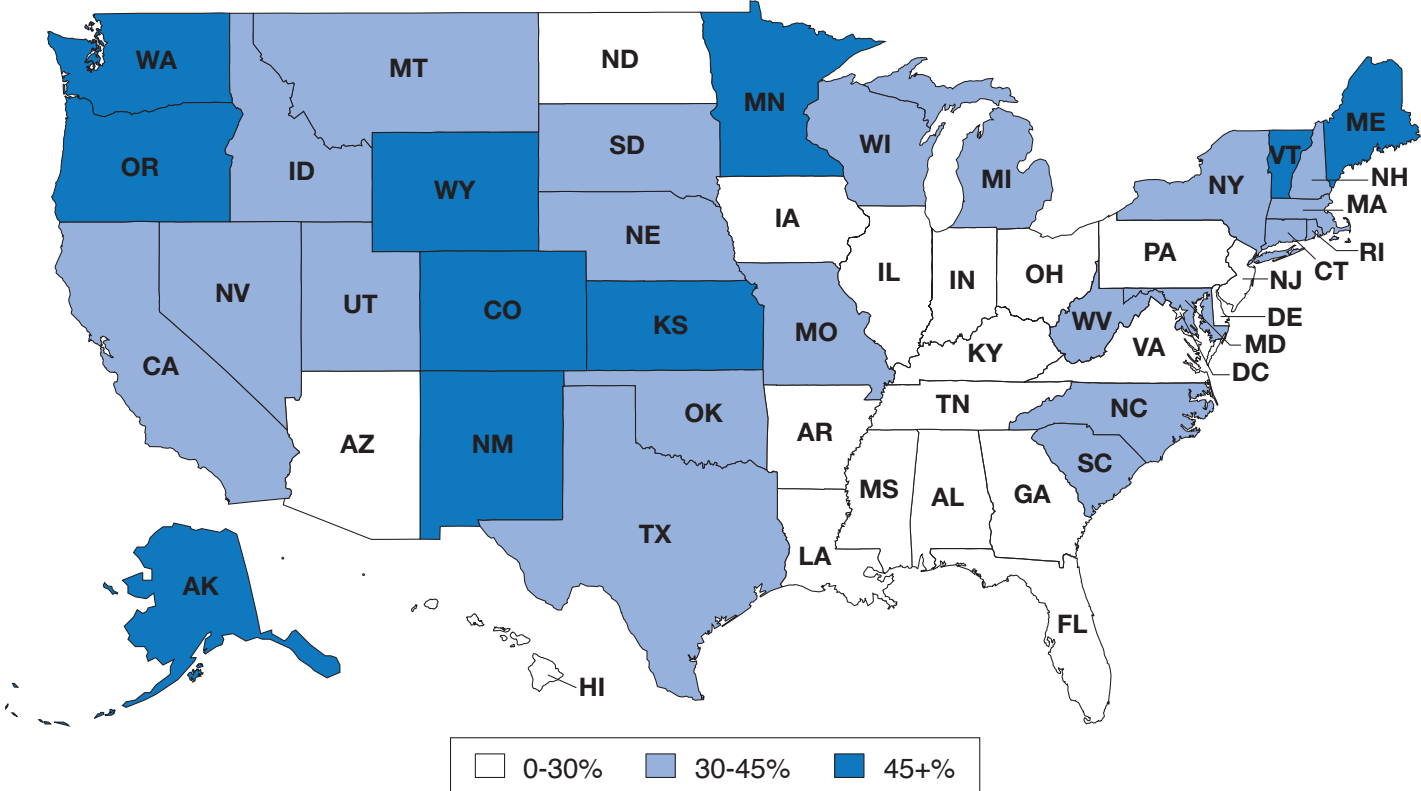 WA
MT
ND
MN
OR
ID
WY
SD
WI
MI
NY
VT
ME
NH
MA
RI
CT
NJ
DE
MD
DC
NV
UT
CO
NE
IA
IL
IN
OH
PA
CA
KS
MO
WV
VA
KY
AZ
NM
OK
AR
TN
NC
SC
TX
LA
MS
AL
GA
FL
AK
HI
0-30%
30-45%
45+%